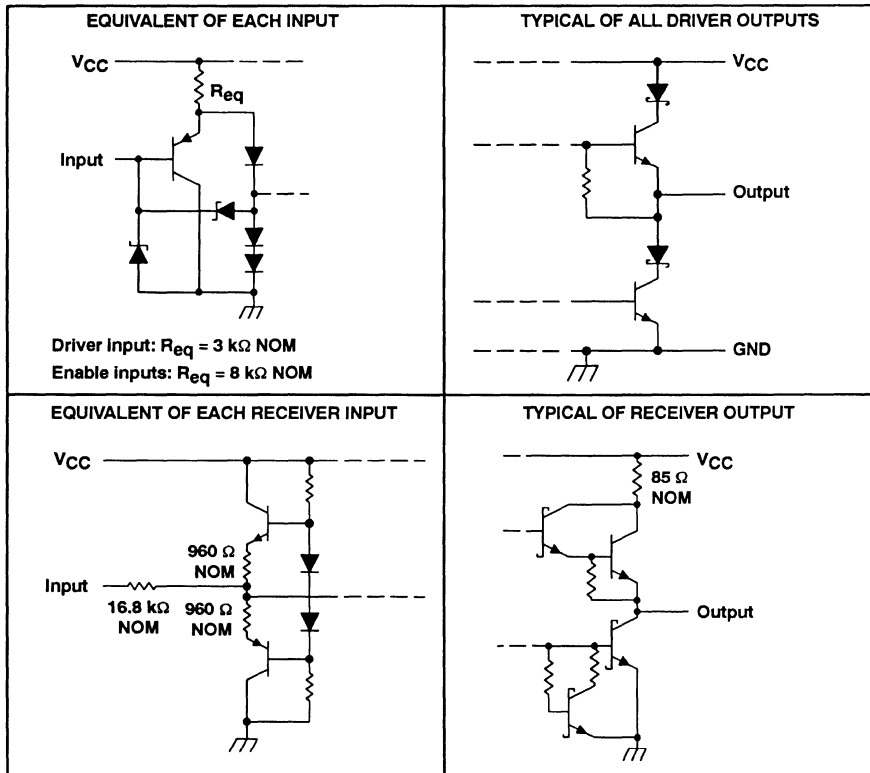 EQUIVALENT OF EACH INPUT
VCC
Req
Input
Driver input: Req = 3 kΩ NOM
Enable inputs: Req = 8 kΩ NOM
TYPICAL OF ALL DRIVER OUTPUTS
VCC
Output
GND
EQUIVALENT OF EACH RECEIVER INPUT
VCC
960 Ω
NOM
Input
16.8 kΩ
NOM
960 Ω
NOM
TYPICAL OF RECEIVER OUTPUT
VCC
85 Ω
NOM
Output